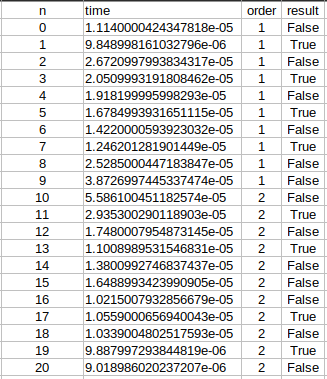 n time order result
0 1.1140000424347818e-05 1 False
1 9.848998161032796e-06 1 True
2 2.6720997993834317e-05 1 False
3 2.0509993191808462e-05 1 True
4 1.918199995998293e-05 1 False
5 1.6784993931651115e-05 1 True
6 1.4220000593923032e-05 1 False
7 1.246201281901449e-05 1 True
8 2.5285000447183847e-05 1 False
9 3.8726997445337474e-05 1 False
10 5.586100451182574e-05 2 False
11 2.935300290118903e-05 2 True
12 1.7480007954873145e-05 2 False
13 1.1008989531546831e-05 2 True
14 1.3800992746837437e-05 2 False
15 1.6488993423990905e-05 2 False
16 1.0215007932856679e-05 2 False
17 1.0559000656940043e-05 2 True
18 1.0339004802517593e-05 2 False
19 9.887997293844819e-06 2 True
20 9.018986020237207e-06 2 False